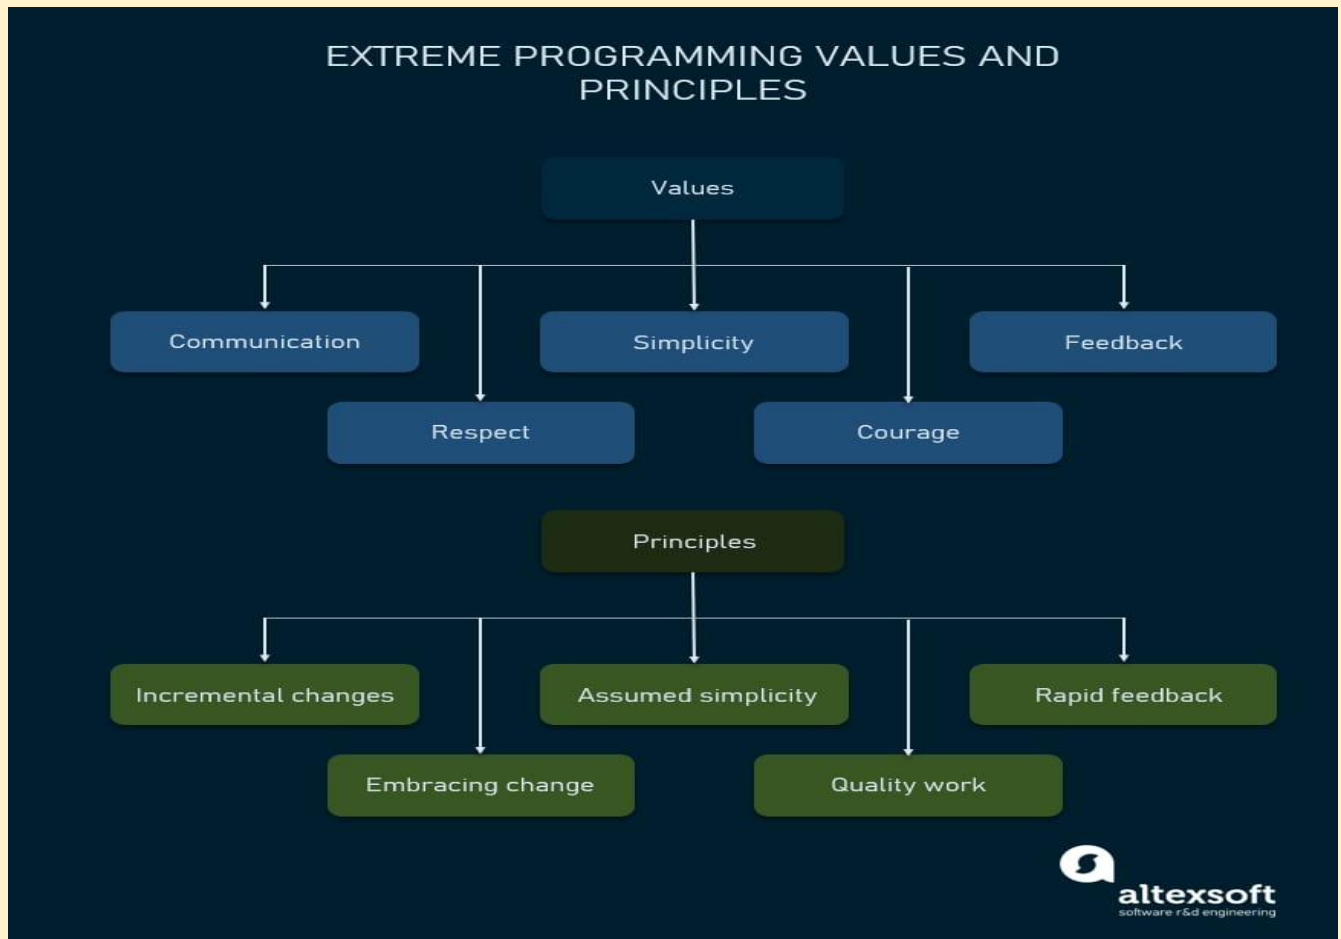 EXTREME PROGRAMMING VALUES AND
PRINCIPLES
Values
Communication
Simplicity
Feedback
Respect
Courage
Principles
Incremental changes
Assumed simplicity
Rapid feedback
Embracing change
Quality work
altexsoft
software r&d engineering